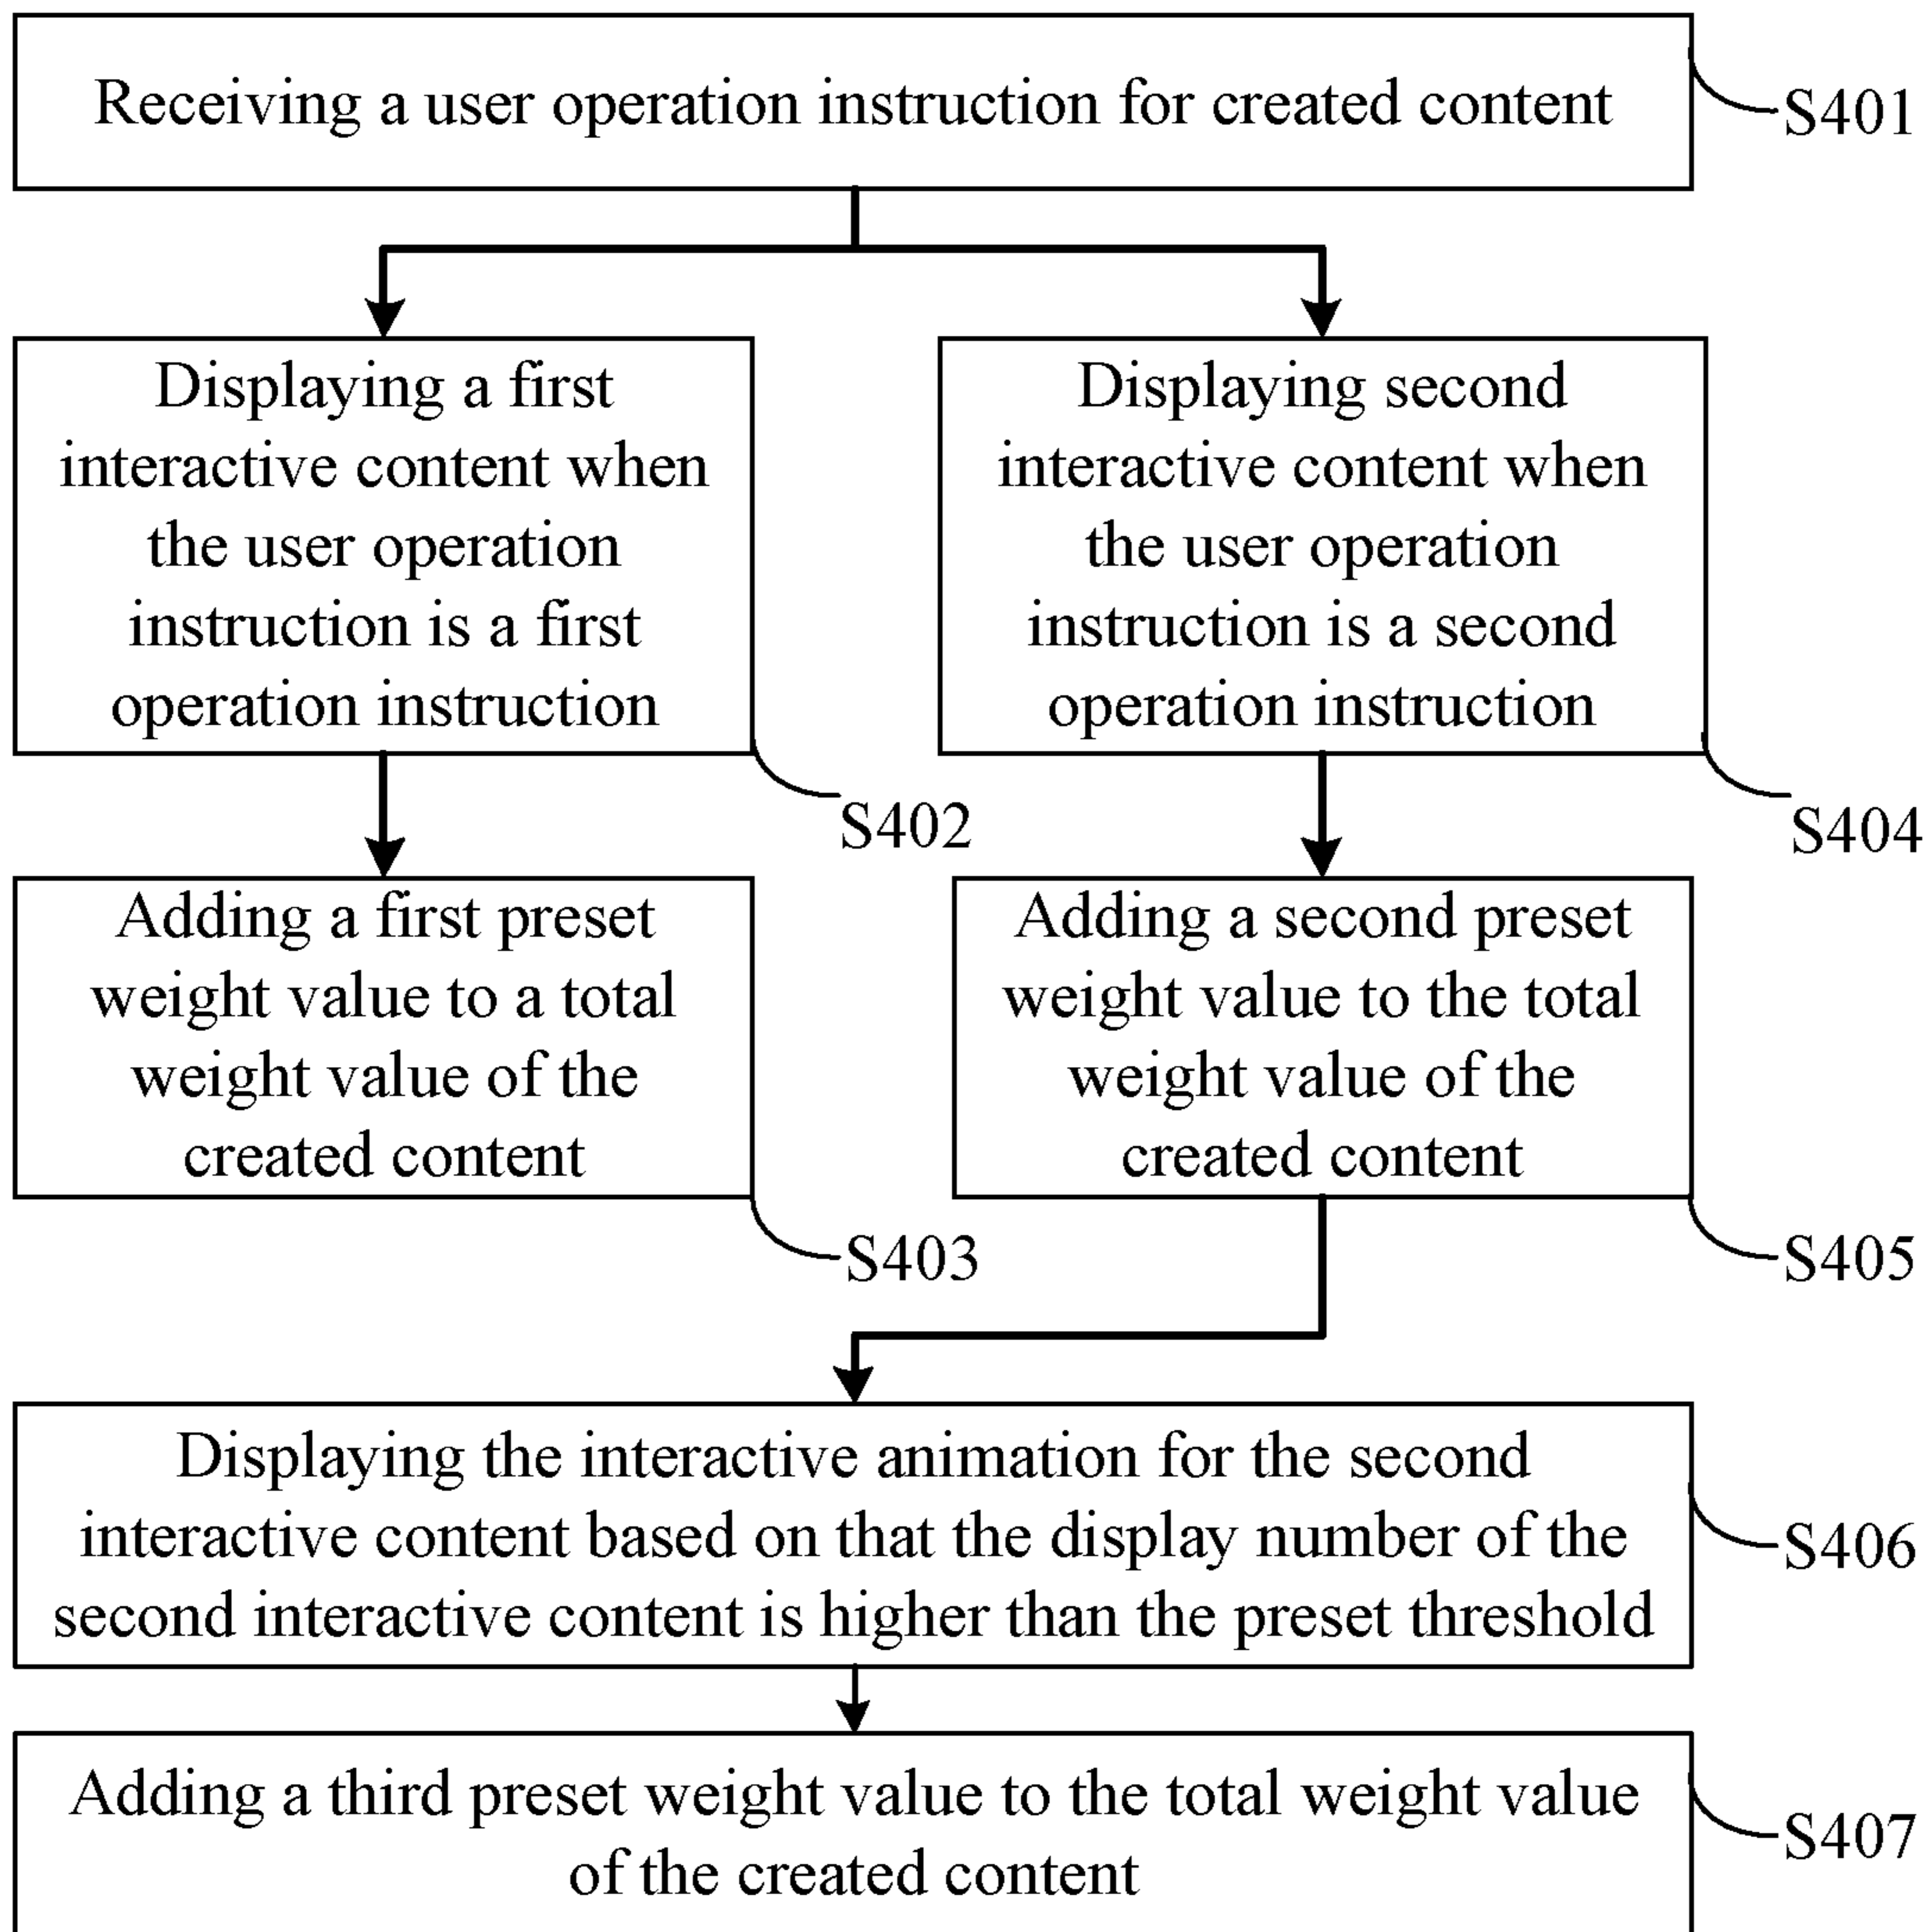 Receiving a user operation instruction for created content
S401
Displaying a first
interactive content when
the user operation
instruction is a first
operation instruction
S402
Displaying second
interactive content when
the user operation
instruction is a second
operation instruction
S404
Adding a first preset
weight value to a total
weight value of the
created content
S403
Adding a second preset
weight value to the total
weight value of the
created content
S405
Displaying the interactive animation for the second
interactive content based on that the display number of the
second interactive content is higher than the preset threshold
S406
Adding a third preset weight value to the total weight value
of the created content
S407